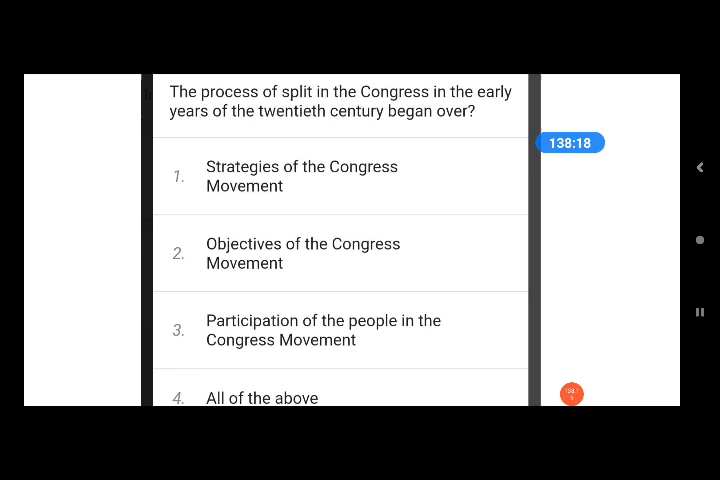 The process of split in the Congress in the early
years of the twentieth century began over?
138:18
1. Strategies of the Congress
Movement
2. Objectives of the Congress
Movement
3. Participation of the people in the
Congress Movement
4. All of the above